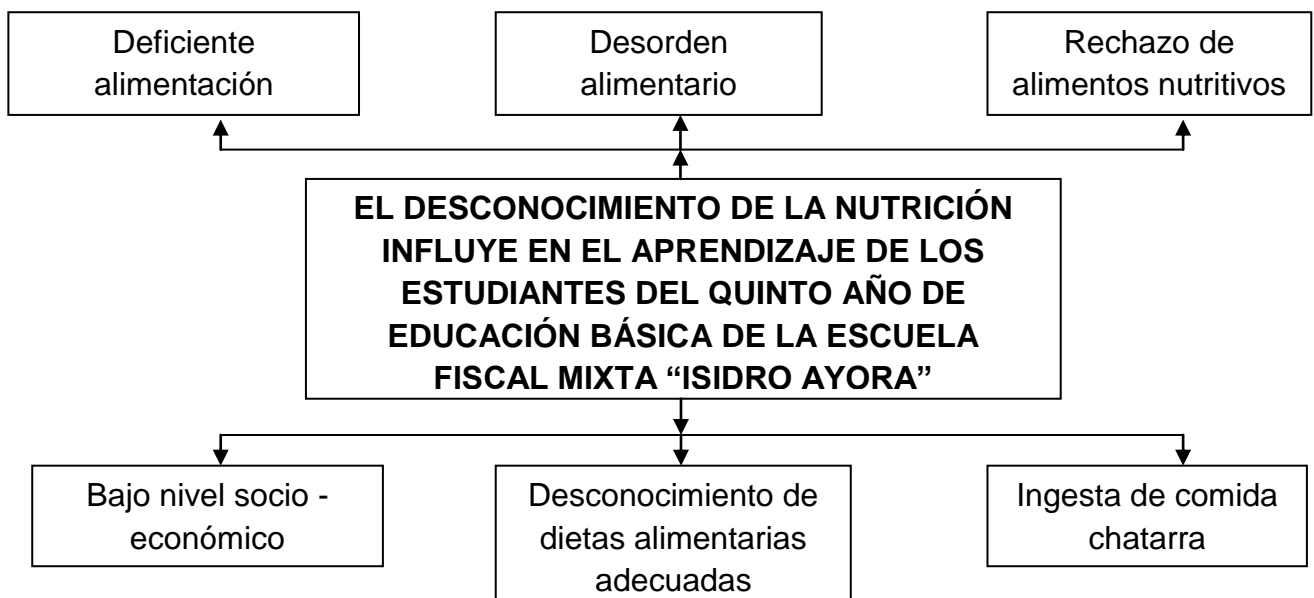 Deficiente
alimentación
Desorden
alimentario
Rechazo de
alimentos nutritivos
EL DESCONOCIMIENTO DE LA NUTRICIÓN
INFLUYE EN EL APRENDIZAJE DE LOS
ESTUDIANTES DEL QUINTO AÑO DE
EDUCACIÓN BÁSICA DE LA ESCUELA
FISCAL MIXTA “ISIDRO AYORA”
Bajo nivel socio -
económico
Desconocimiento de
dietas alimentarias
adecuadas
Ingesta de comida
chatarra